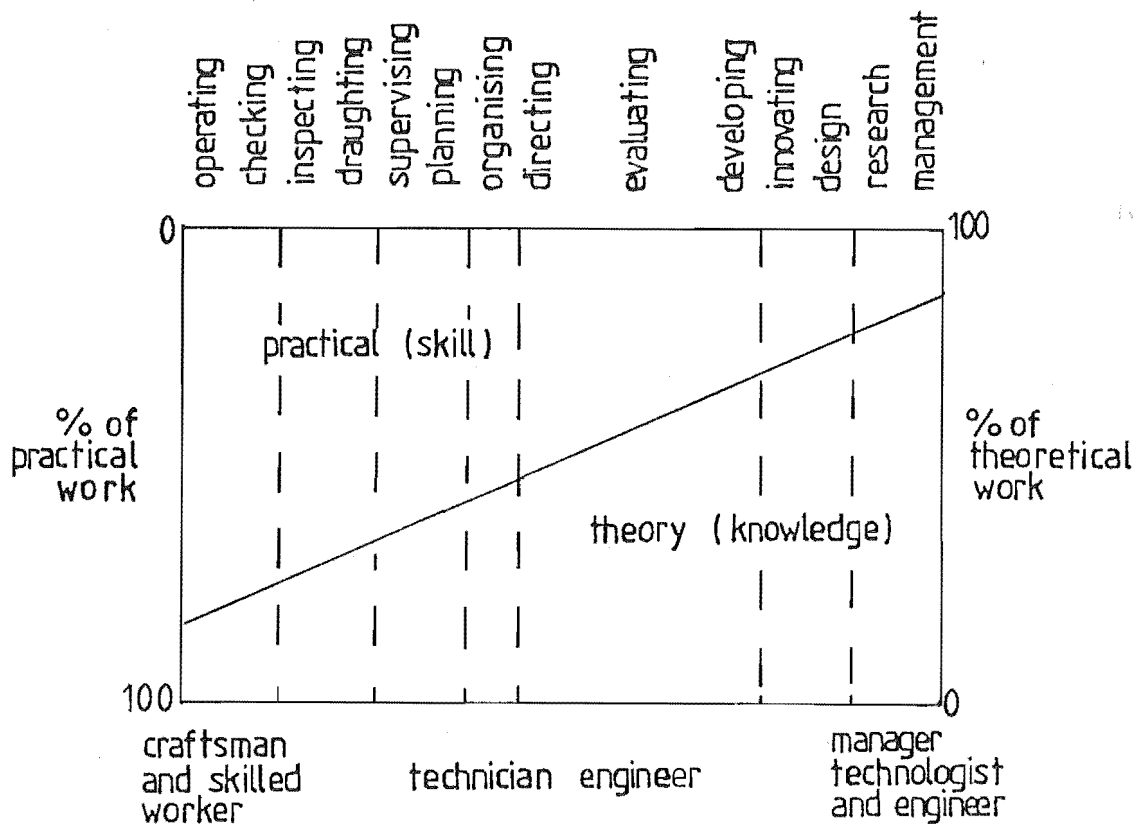 operating
checking
inspecting
draughting
supervising
planning
organising
directing
evaluating
developing
innovating
design
research
management
0
100
practical (skill)
% of
practical
work
% of
theoretical
work
theory (knowledge)
100
0
craftsman
and skilled
worker
technician engineer
manager
technologist
and engineer